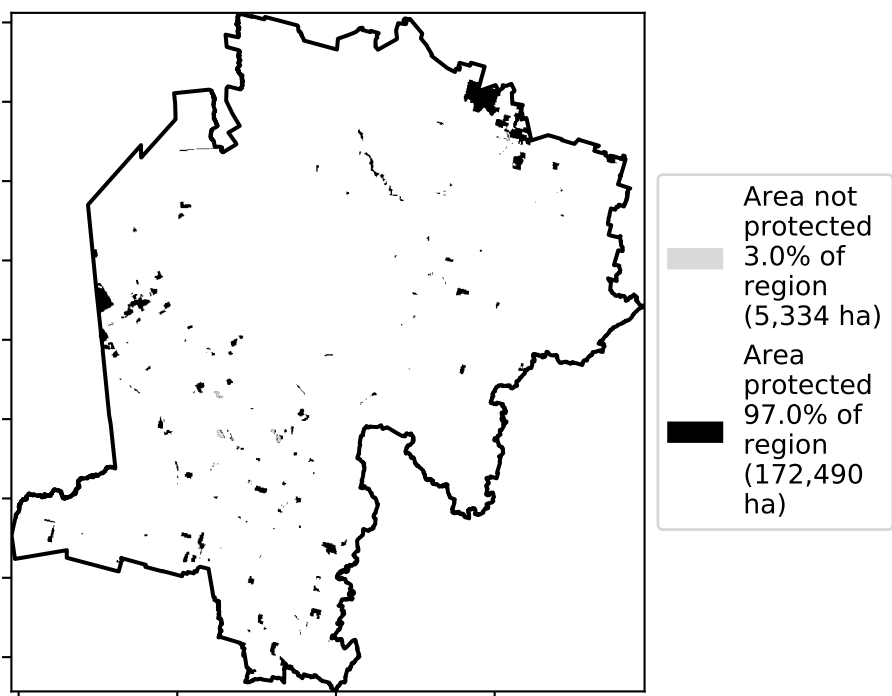 Area not
protected
3.0% of
region
(5,334 ha)
Area
protected
97.0% of
region
(172,490
ha)